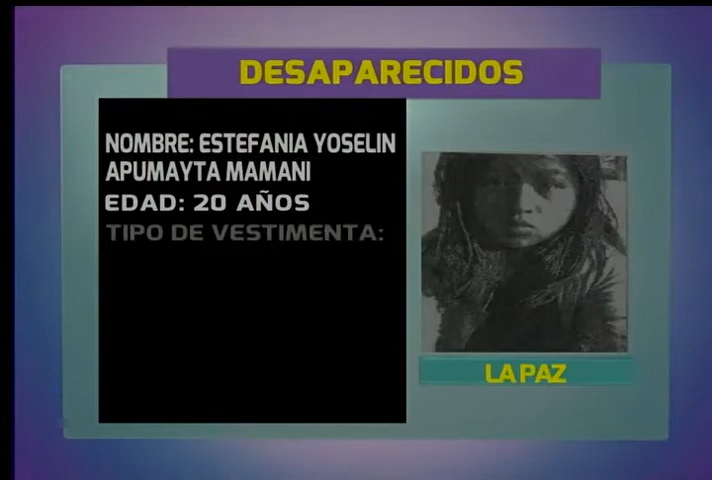 DESAPARECIDOS
NOMBRE: ESTEFANIA YOSELIN
APUMAYTA MAMANI
EDAD: 20 AÑOS
TIPO DE VESTIMENTA:
LA PAZ